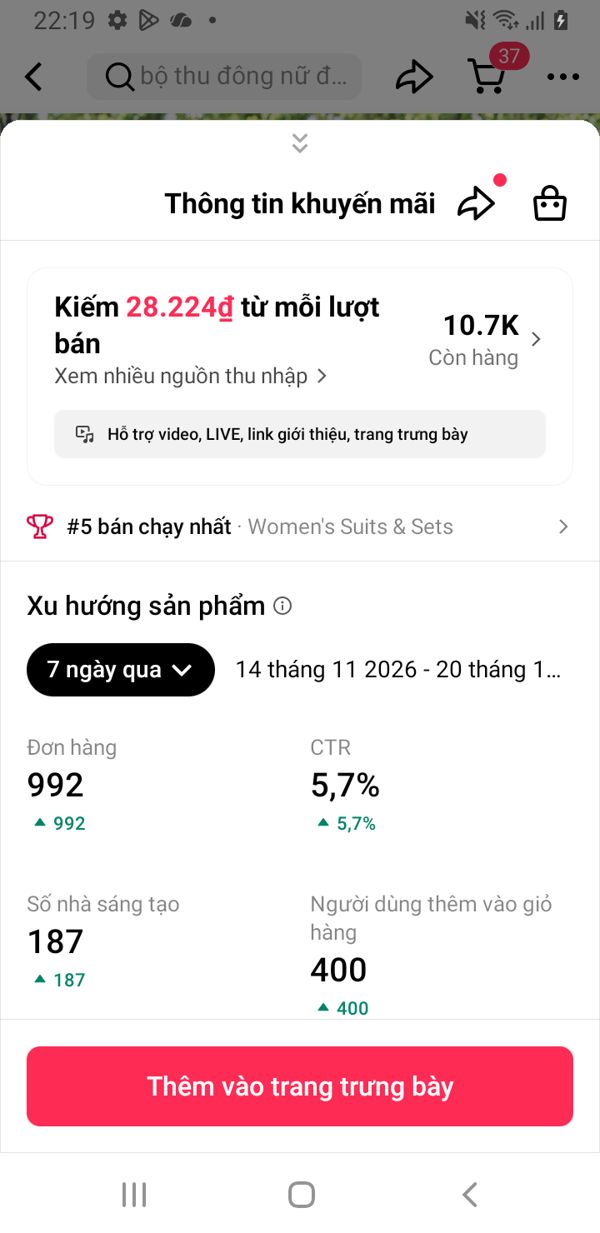 22:19
37
bộ thu đông nữ đ...
Thông tin khuyến mãi
Kiếm 28.224₫ từ mỗi lượt
bán
10.7K
Còn hàng
Xem nhiều nguồn thu nhập
Hỗ trợ video, LIVE, link giới thiệu, trang trưng bày
#5 bán chạy nhất · Women's Suits & Sets
Xu hướng sản phẩm
7 ngày qua
14 tháng 11 2026 - 20 tháng 1...
Đơn hàng
992
992
CTR
5,7%
5,7%
Số nhà sáng tạo
187
187
Người dùng thêm vào giỏ
hàng
400
400
Thêm vào trang trưng bày